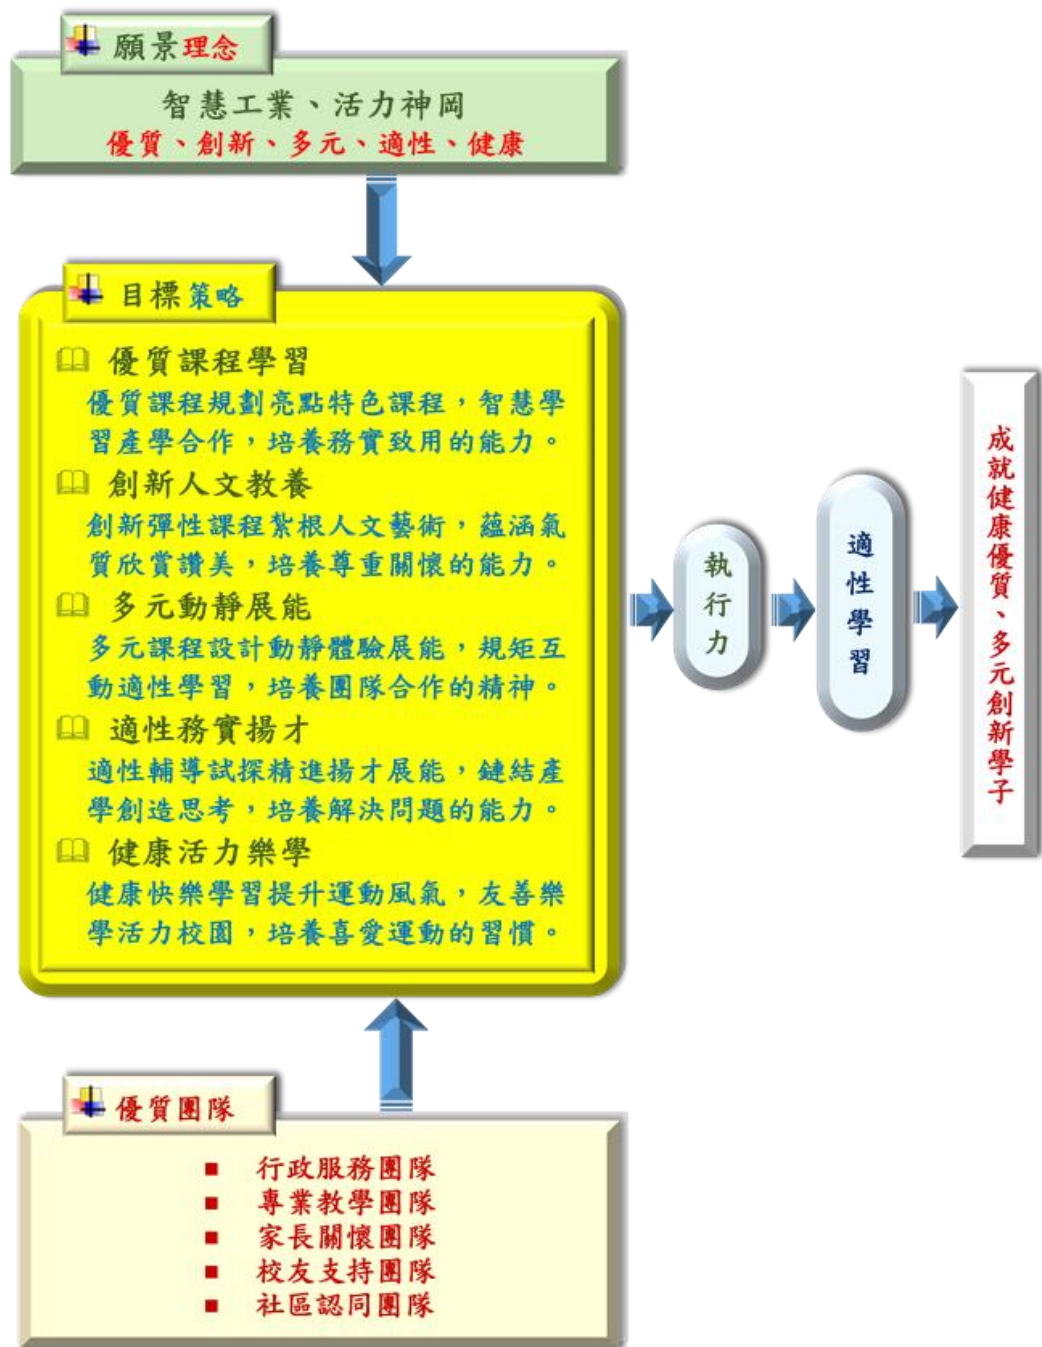 願景理念
智慧工業、活力神岡
優質、創新、多元、適性、健康
目標策略
優質課程學習
優質課程規劃亮點特色課程，智慧學
習產學合作，培養務實致用的能力。
創新人文教養
創新彈性課程紮根人文藝術，蘊涵氣
質欣賞讚美，培養尊重關懷的能力。
多元動靜展能
多元課程設計動靜體驗展能，規矩互
動適性學習，培養團隊合作的精神。
適性務實揚才
適性輔導試探精進揚才展能，鏈結產
學創造思考，培養解決問題的能力。
健康活力樂學
健康快樂學習提升運動風氣，友善樂
學活力校園，培養喜愛運動的習慣。
執行力
適性學習
成就健康優質、多元創新學子
優質團隊
行政服務團隊
專業教學團隊
家長關懷團隊
校友支持團隊
社區認同團隊